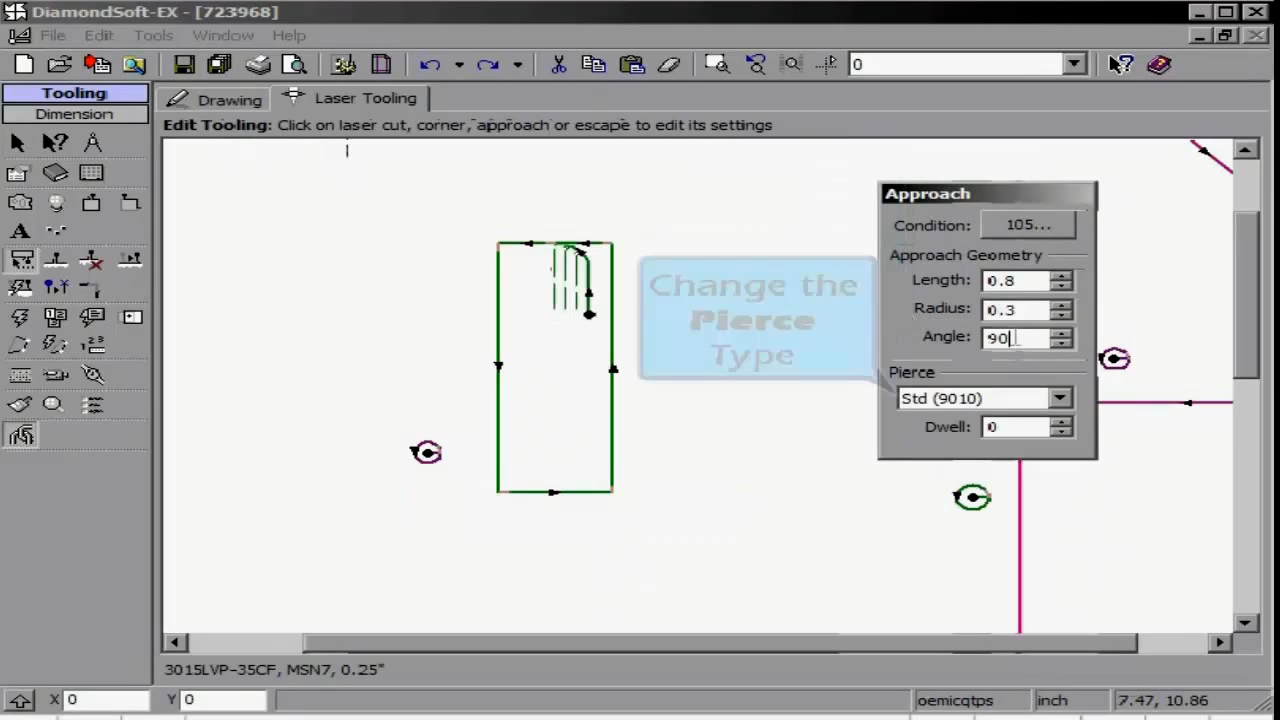 DiamondSoft-EX - [723968]
File Edit Tools Window Help
0
Tooling
Dimension
Drawing
Laser Tooling
Edit Tooling: Click on laser cut, corner, approach or escape to edit its settings
Approach
Condition: 105...
Approach Geometry
Length: 0.8
Radius: 0.3
Angle: 90
Pierce
Std (9010)
Dwell: 0
Change the
Pierce
Type
3015LVP-35CF, MSN7, 0.25"
X 0 Y 0 oemicqtps inch 7.47, 10.86